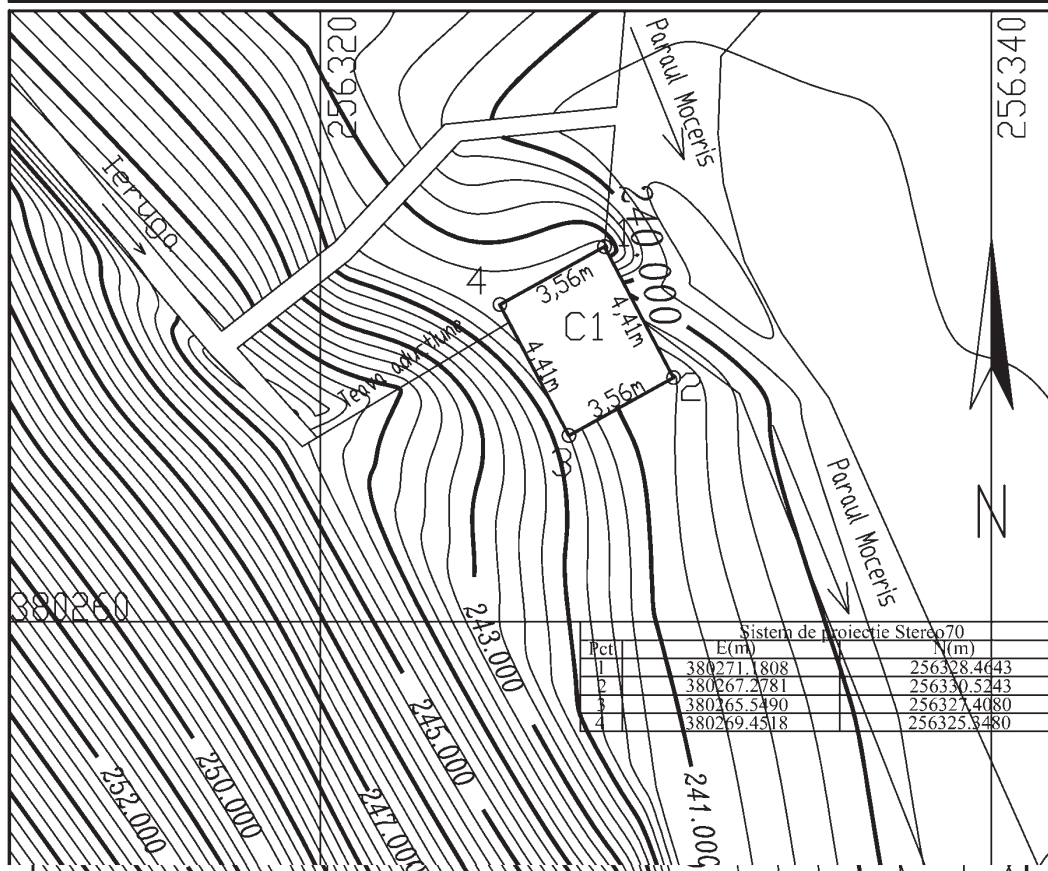 256320
256340
Paraul Moceris
Ieruga
240.000
1
4
3,56m
C1
4,41m
Teava aductiune
4,41m
3,56m
2
3
Paraul Moceris
N
380260
243.000
Sistem de proiectie Stereo70
Pct E(m) N(m)
1 380271.1808 256328.4643
2 380267.2781 256330.5243
3 380265.5490 256327.4080
4 380269.4518 256325.3480
245.000
250.000
252.000
247.000
241.000